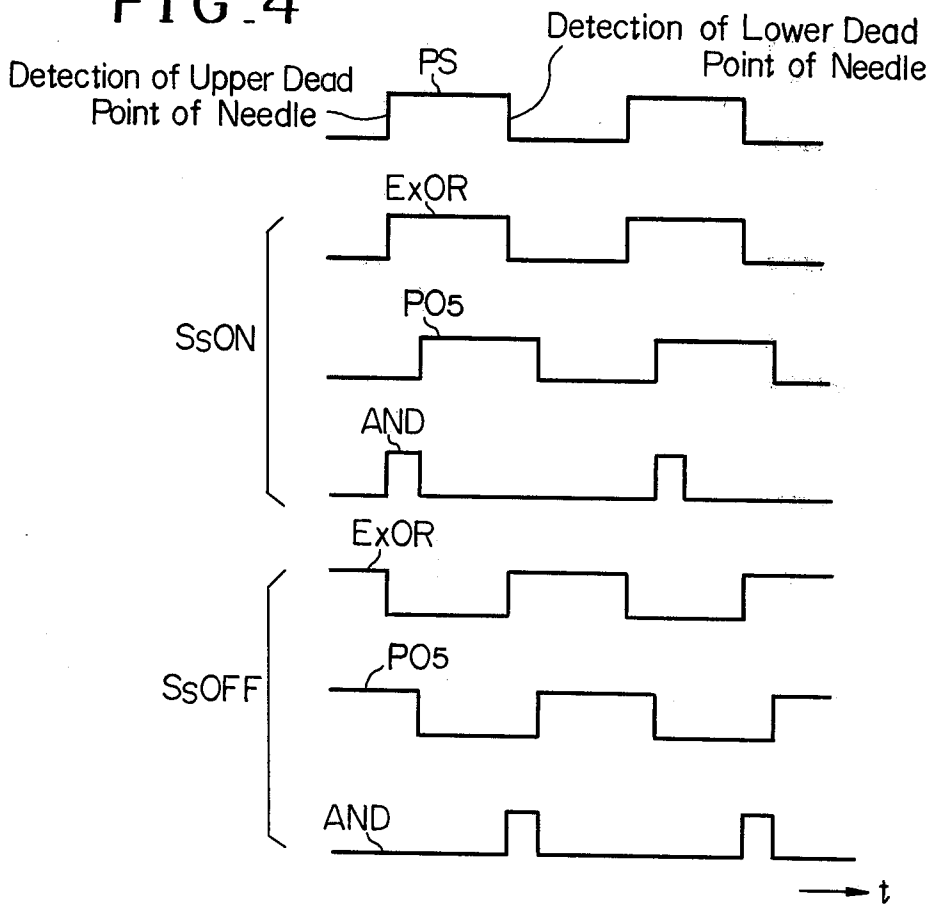 FIG.4
Detection of Lower Dead
Point of Needle
Detection of Upper Dead
Point of Needle
PS
ExOR
PO5
SsON
AND
ExOR
PO5
SsOFF
AND
t